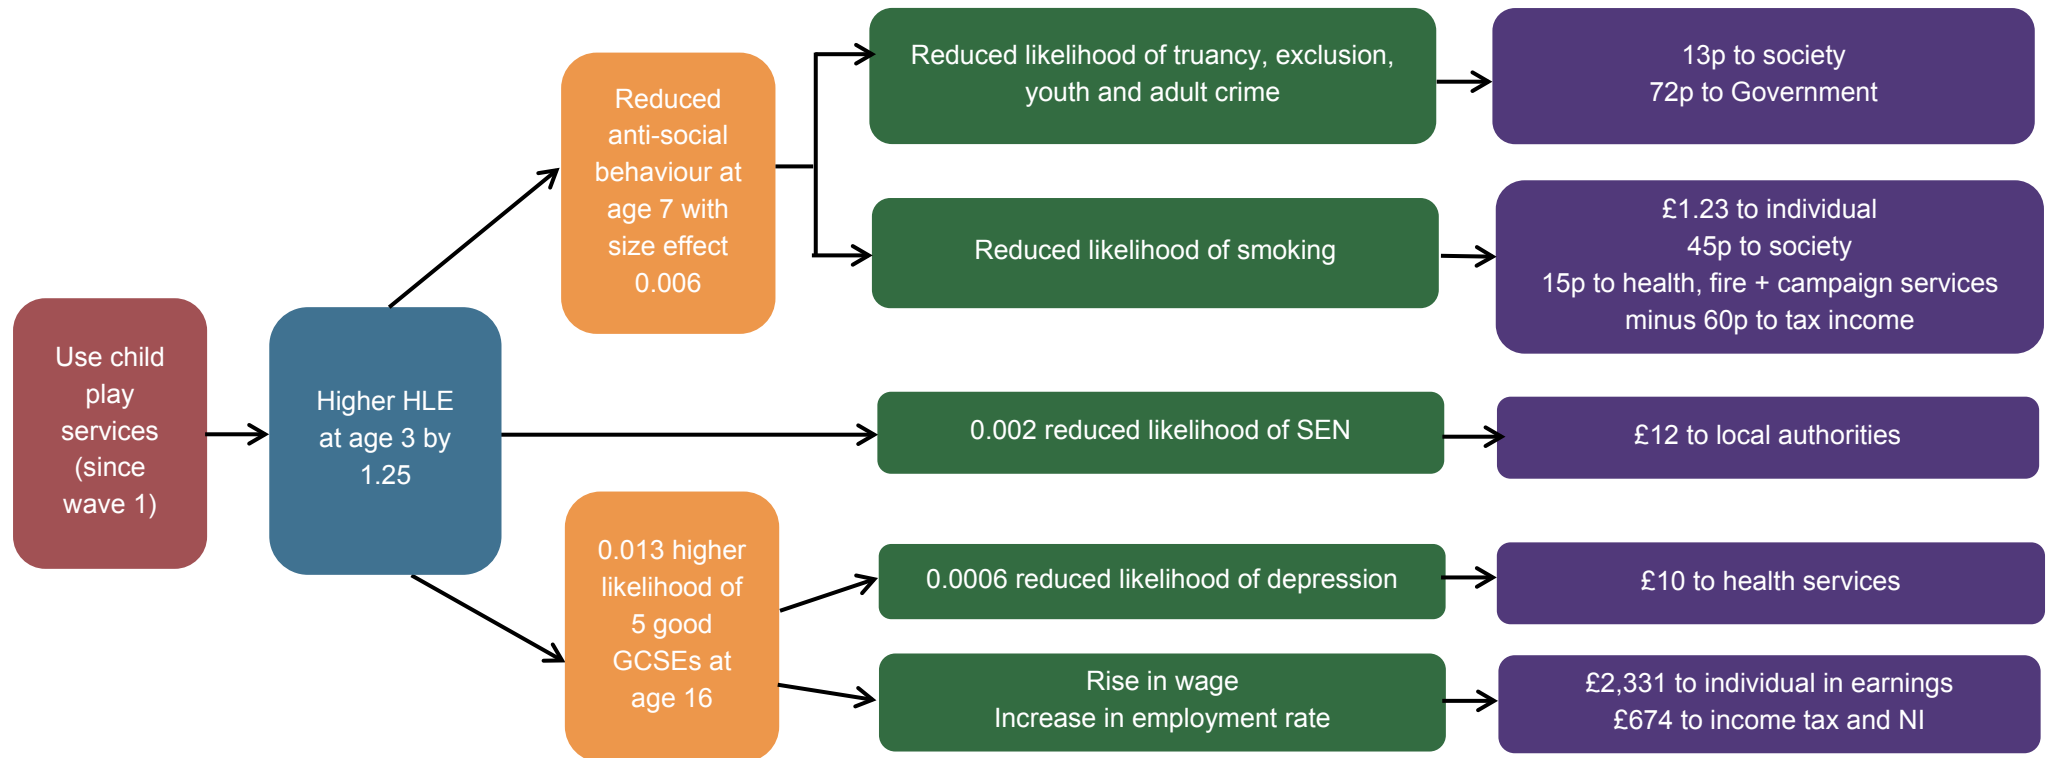 Use child
play
services
(since
wave 1)
Higher HLE
at age 3 by
1.25
Reduced
anti-social
behaviour at
age 7 with
size effect
0.006
0.013 higher
likelihood of
5 good
GCSEs at
age 16
Reduced likelihood of truancy, exclusion,
youth and adult crime
Reduced likelihood of smoking
0.002 reduced likelihood of SEN
0.0006 reduced likelihood of depression
Rise in wage
Increase in employment rate
13p to society
72p to Government
£1.23 to individual
45p to society
15p to health, fire + campaign services
minus 60p to tax income
£12 to local authorities
£10 to health services
£2,331 to individual in earnings
£674 to income tax and NI